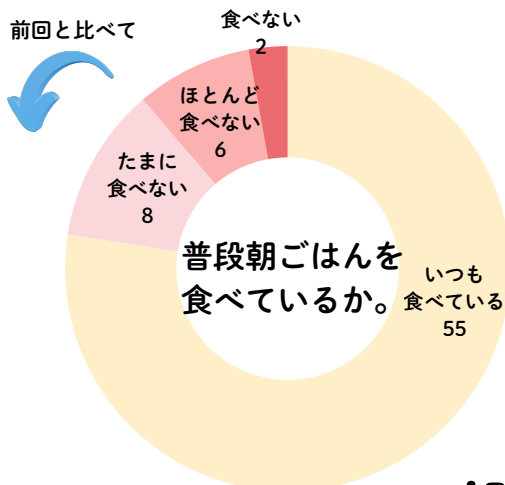 前回と比べて
食べない
2
ほとんど
食べない
6
たまに
食べない
8
普段朝ごはんを
食べているか。
いつも
食べている
55